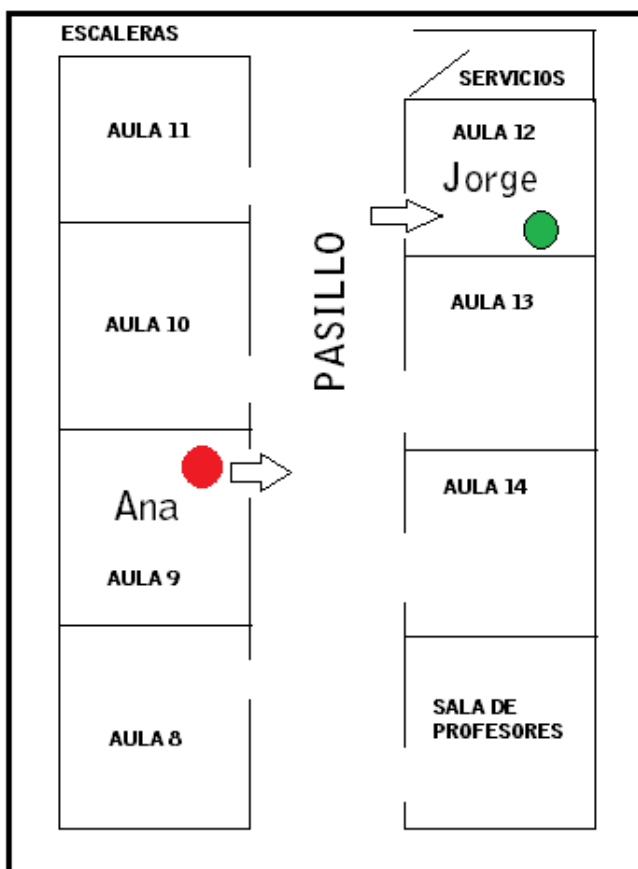 ESCALERAS
SERVICIOS
AULA 11
AULA 12
Jorge
PASILLO
AULA 10
AULA 13
Ana
AULA 14
AULA 9
AULA 8
SALA DE
PROFESORES